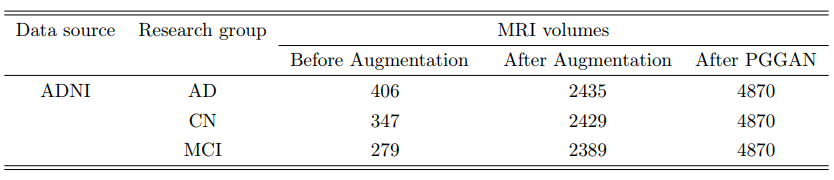 Data source Research group MRI volumes
Before Augmentation After Augmentation After PGGAN
ADNI AD 406 2435 4870
CN 347 2429 4870
MCI 279 2389 4870